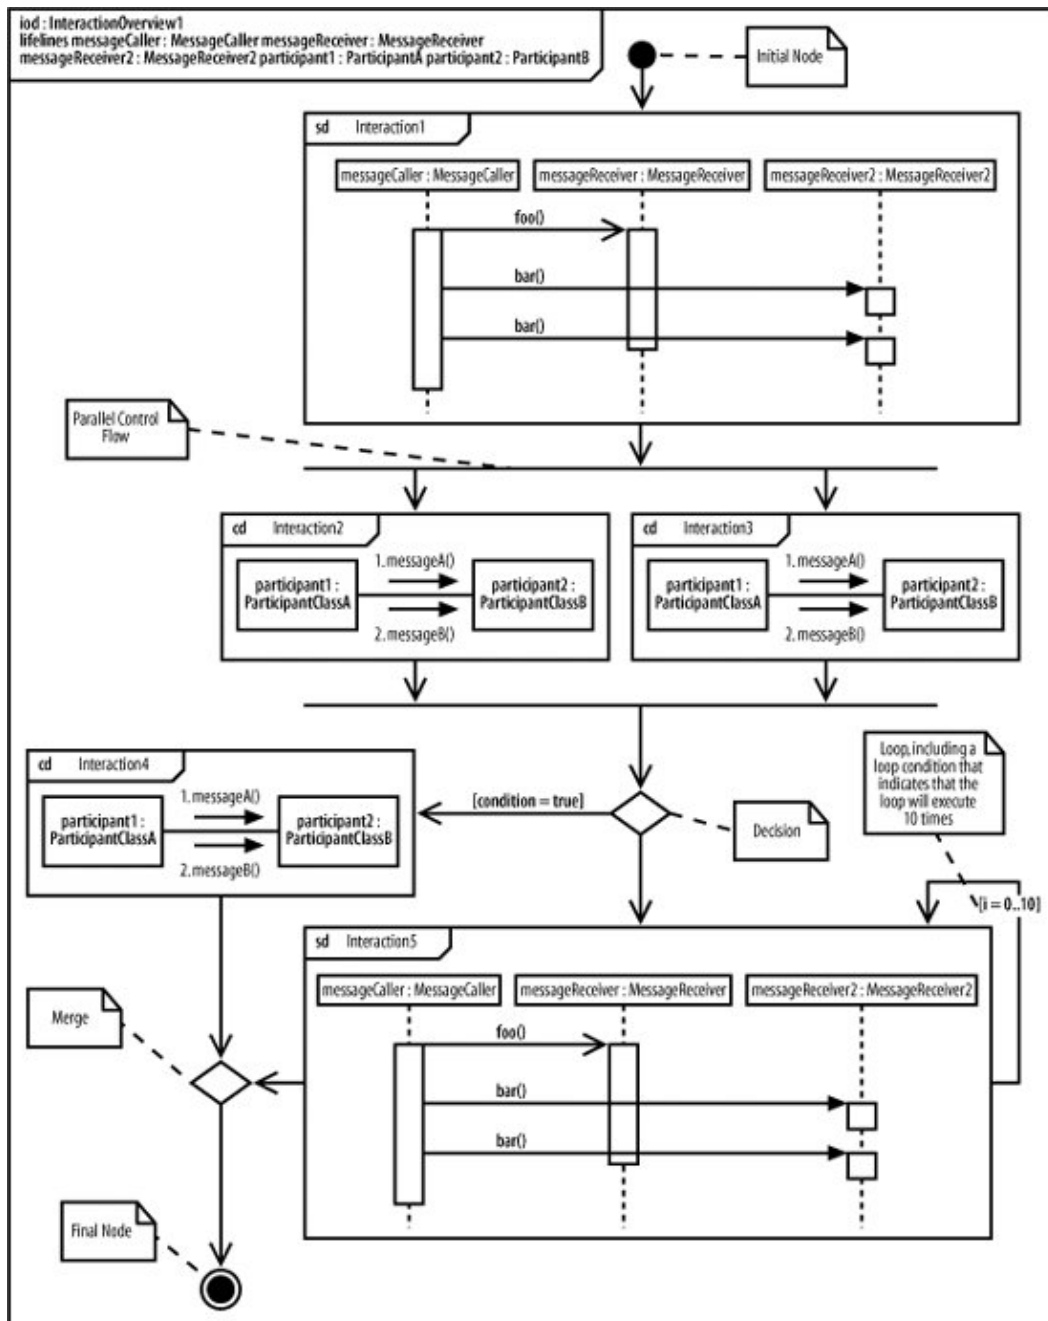 iod : InteractionOverview1
lifelines messageCaller : MessageCaller messageReceiver : MessageReceiver
messageReceiver2 : MessageReceiver2 participant1 : ParticipantA participant2 : ParticipantB
Initial Node
sd Interaction1
messageCaller : MessageCaller
messageReceiver : MessageReceiver
messageReceiver2 : MessageReceiver2
foo()
bar()
bar()
Parallel Control
Flow
cd Interaction2
1. messageA()
participant1 :
ParticipantClassA
participant2 :
ParticipantClassB
2. messageB()
cd Interaction3
1. messageA()
participant1 :
ParticipantClassA
participant2 :
ParticipantClassB
2. messageB()
Loop, including a
loop condition that
indicates that the
loop will execute
10 times
cd Interaction4
1. messageA()
participant1 :
ParticipantClassA
participant2 :
ParticipantClassB
2. messageB()
[condition = true]
Decision
[i = 0..10]
sd Interaction5
messageCaller : MessageCaller
messageReceiver : MessageReceiver
messageReceiver2 : MessageReceiver2
foo()
bar()
bar()
Merge
Final Node